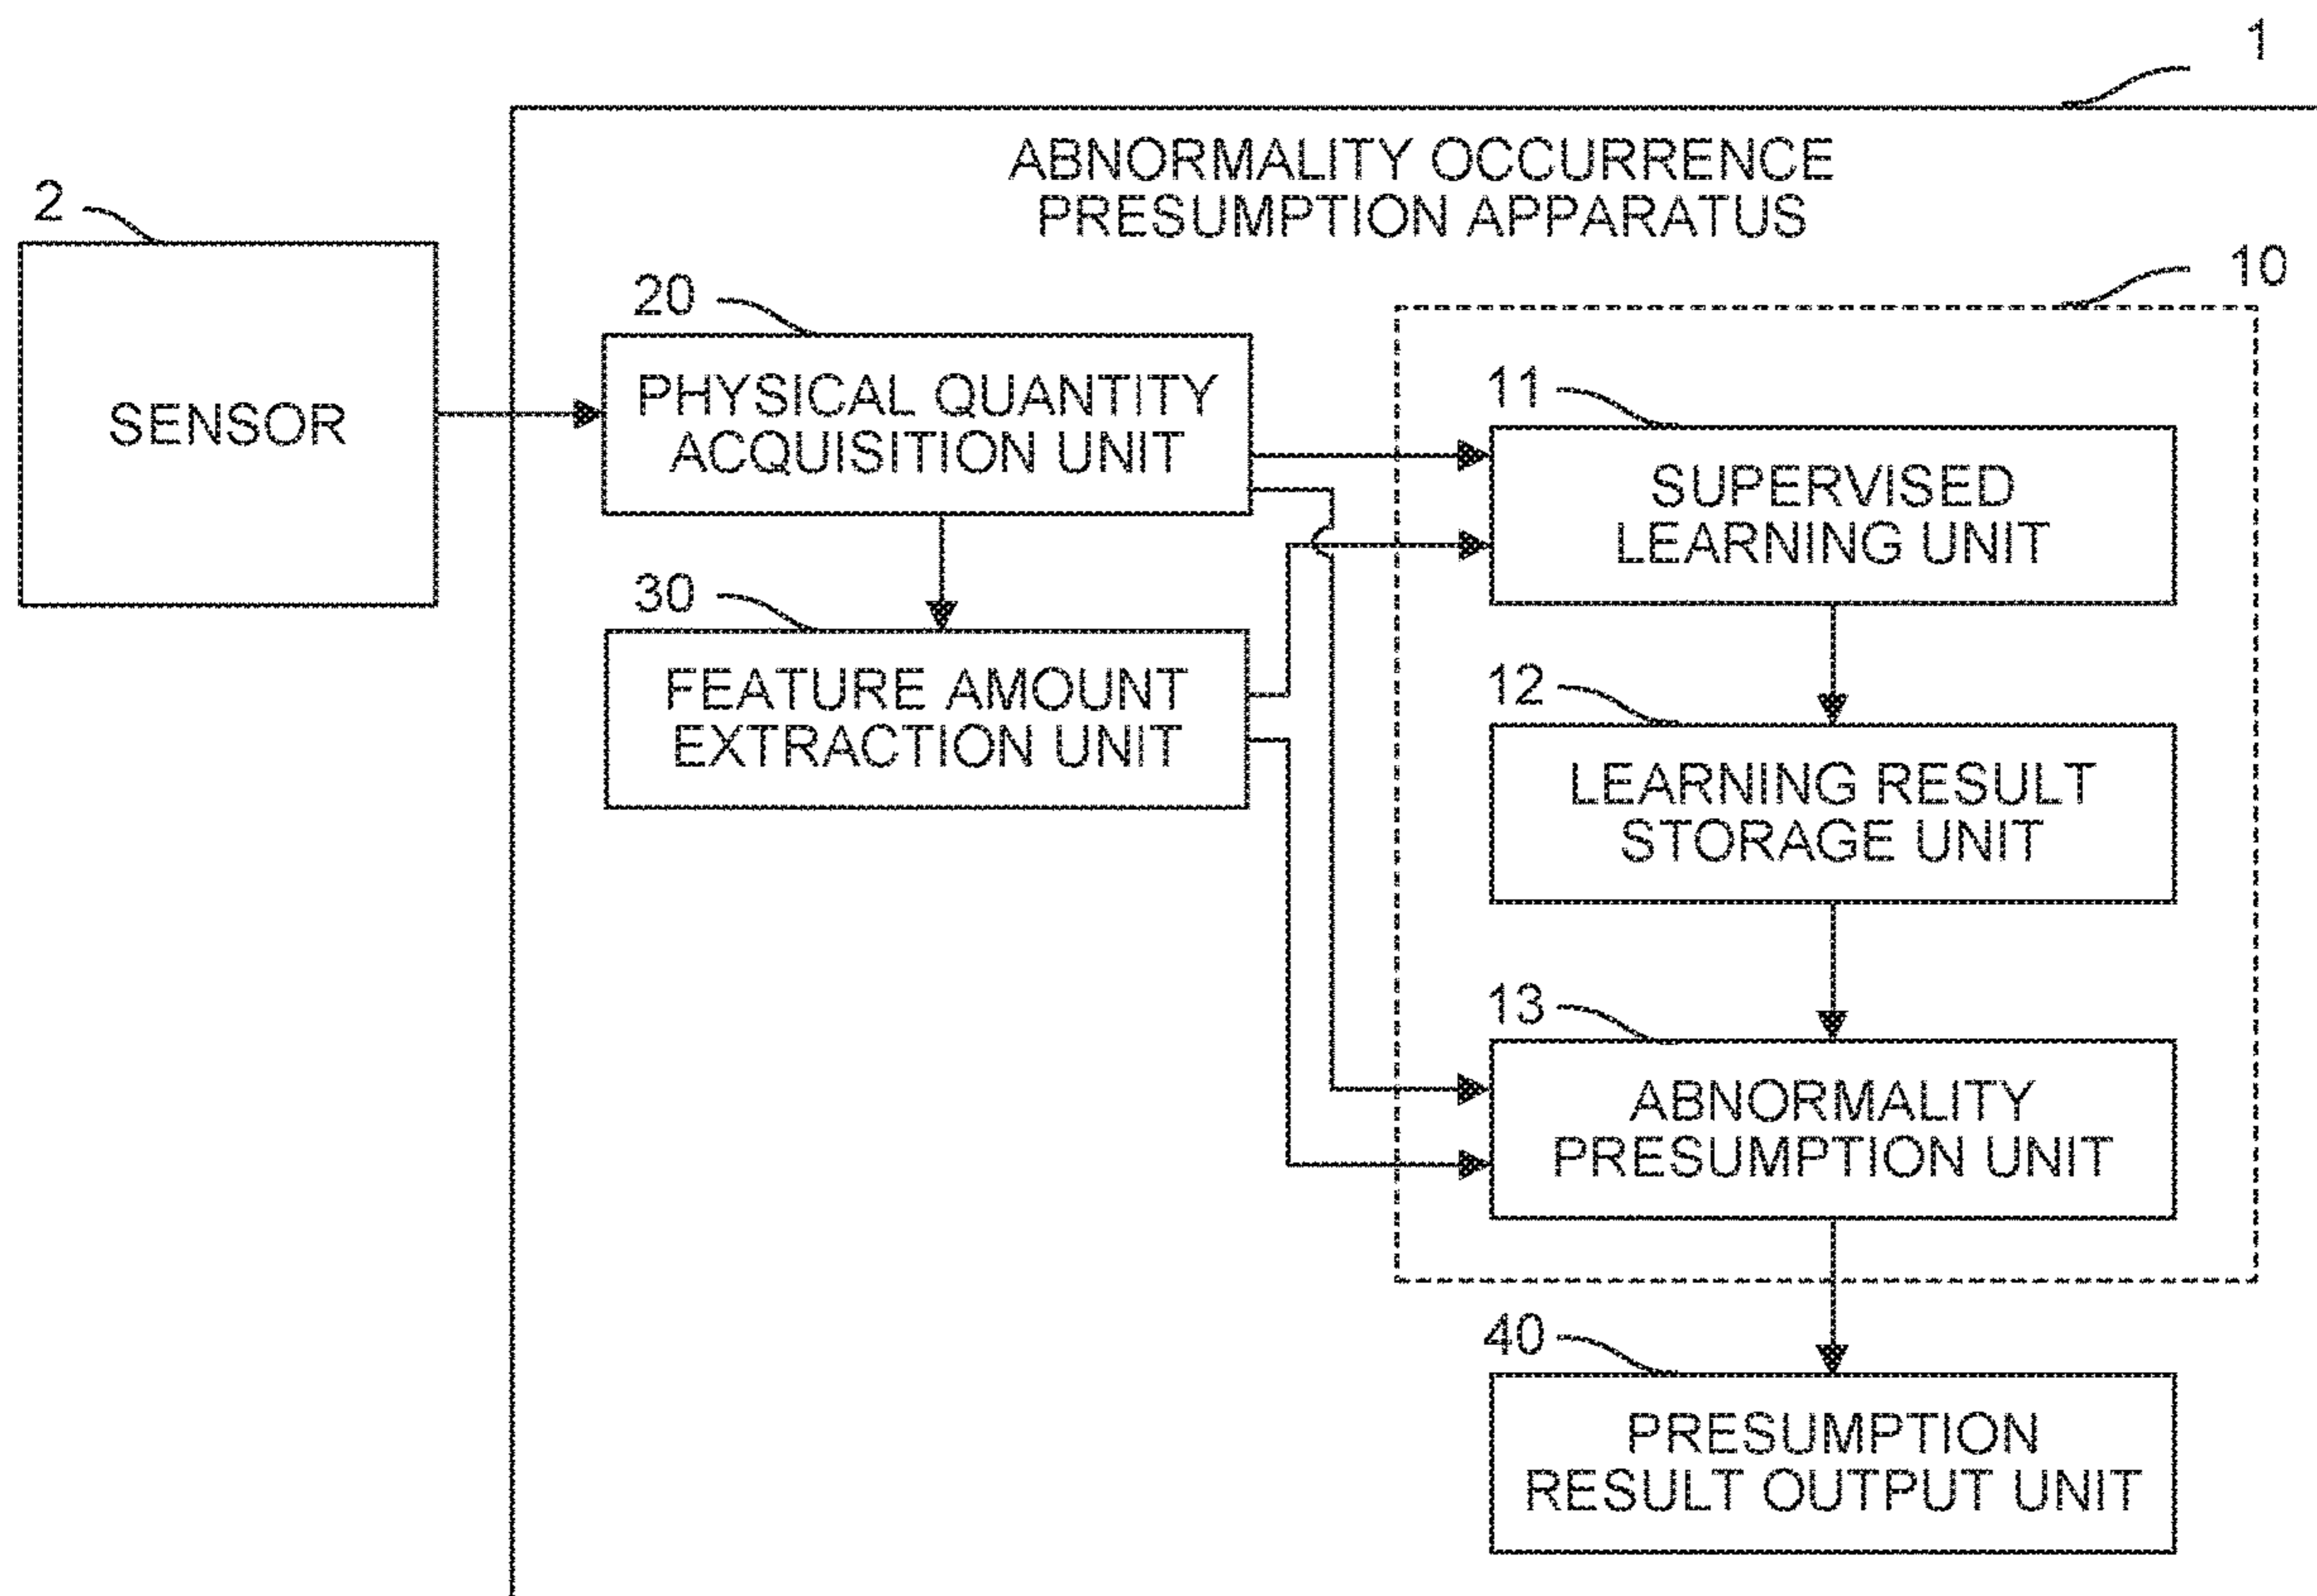 1
ABNORMALITY OCCURRENCE
PRESUMPTION APPARATUS
2
SENSOR
10
20
PHYSICAL QUANTITY
ACQUISITION UNIT
11
SUPERVISED
LEARNING UNIT
30
FEATURE AMOUNT
EXTRACTION UNIT
12
LEARNING RESULT
STORAGE UNIT
13
ABNORMALITY
PRESUMPTION UNIT
40
PRESUMPTION
RESULT OUTPUT UNIT